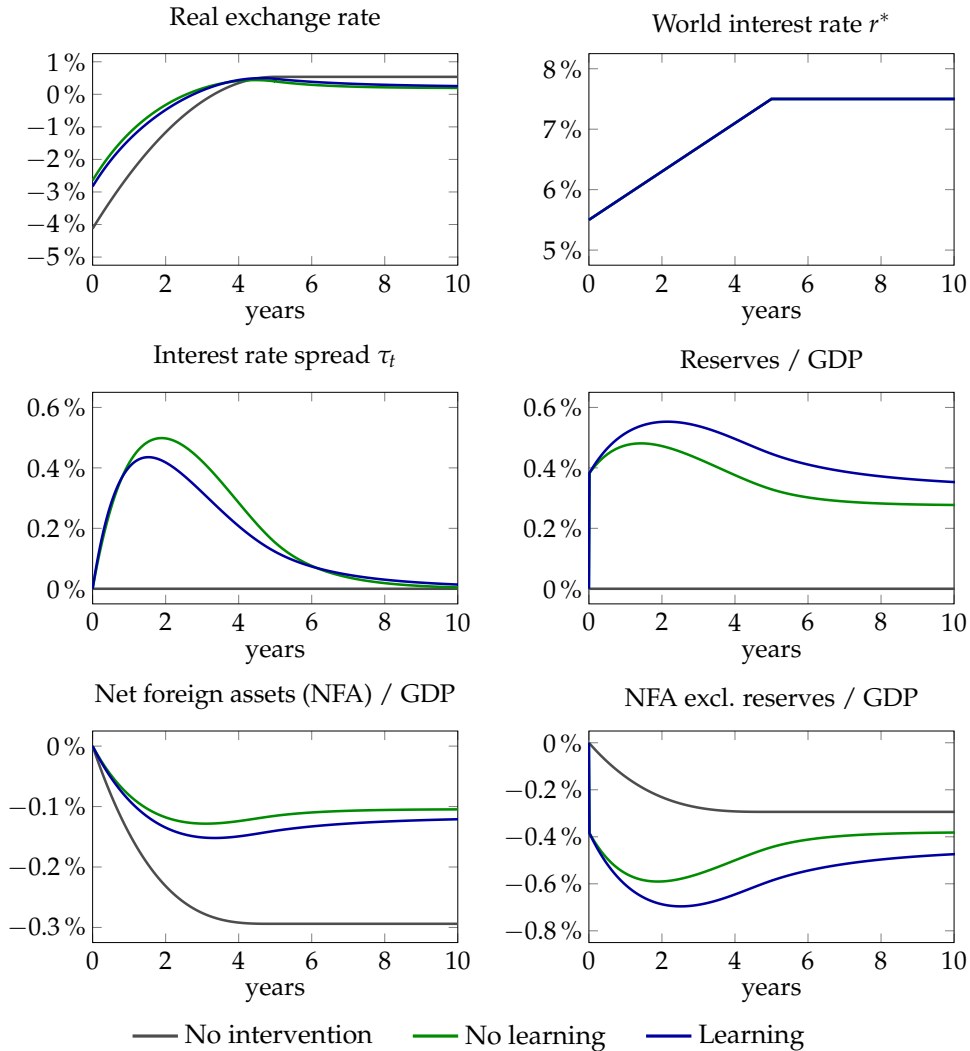 Real exchange rate
1 %
0 %
−1 %
−2 %
−3 %
−4 %
−5 %
0 2 4 6 8 10
years
World interest rate r*
8 %
7 %
6 %
5 %
0 2 4 6 8 10
years
Interest rate spread τt
0.6 %
0.4 %
0.2 %
0 %
0 2 4 6 8 10
years
Reserves / GDP
0.6 %
0.4 %
0.2 %
0 %
0 2 4 6 8 10
years
Net foreign assets (NFA) / GDP
0 %
−0.1 %
−0.2 %
−0.3 %
0 2 4 6 8 10
years
NFA excl. reserves / GDP
0 %
−0.2 %
−0.4 %
−0.6 %
−0.8 %
0 2 4 6 8 10
years
No intervention No learning Learning